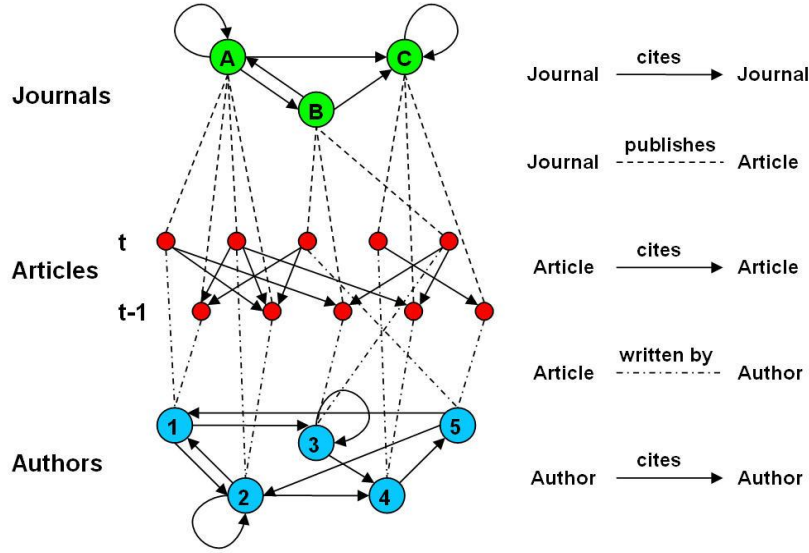 A
C
B
Journals
t
Articles
t-1
1
3
5
2
4
Authors
cites
Journal Journal
publishes
Journal Article
cites
Article Article
written by
Article Author
cites
Author Author